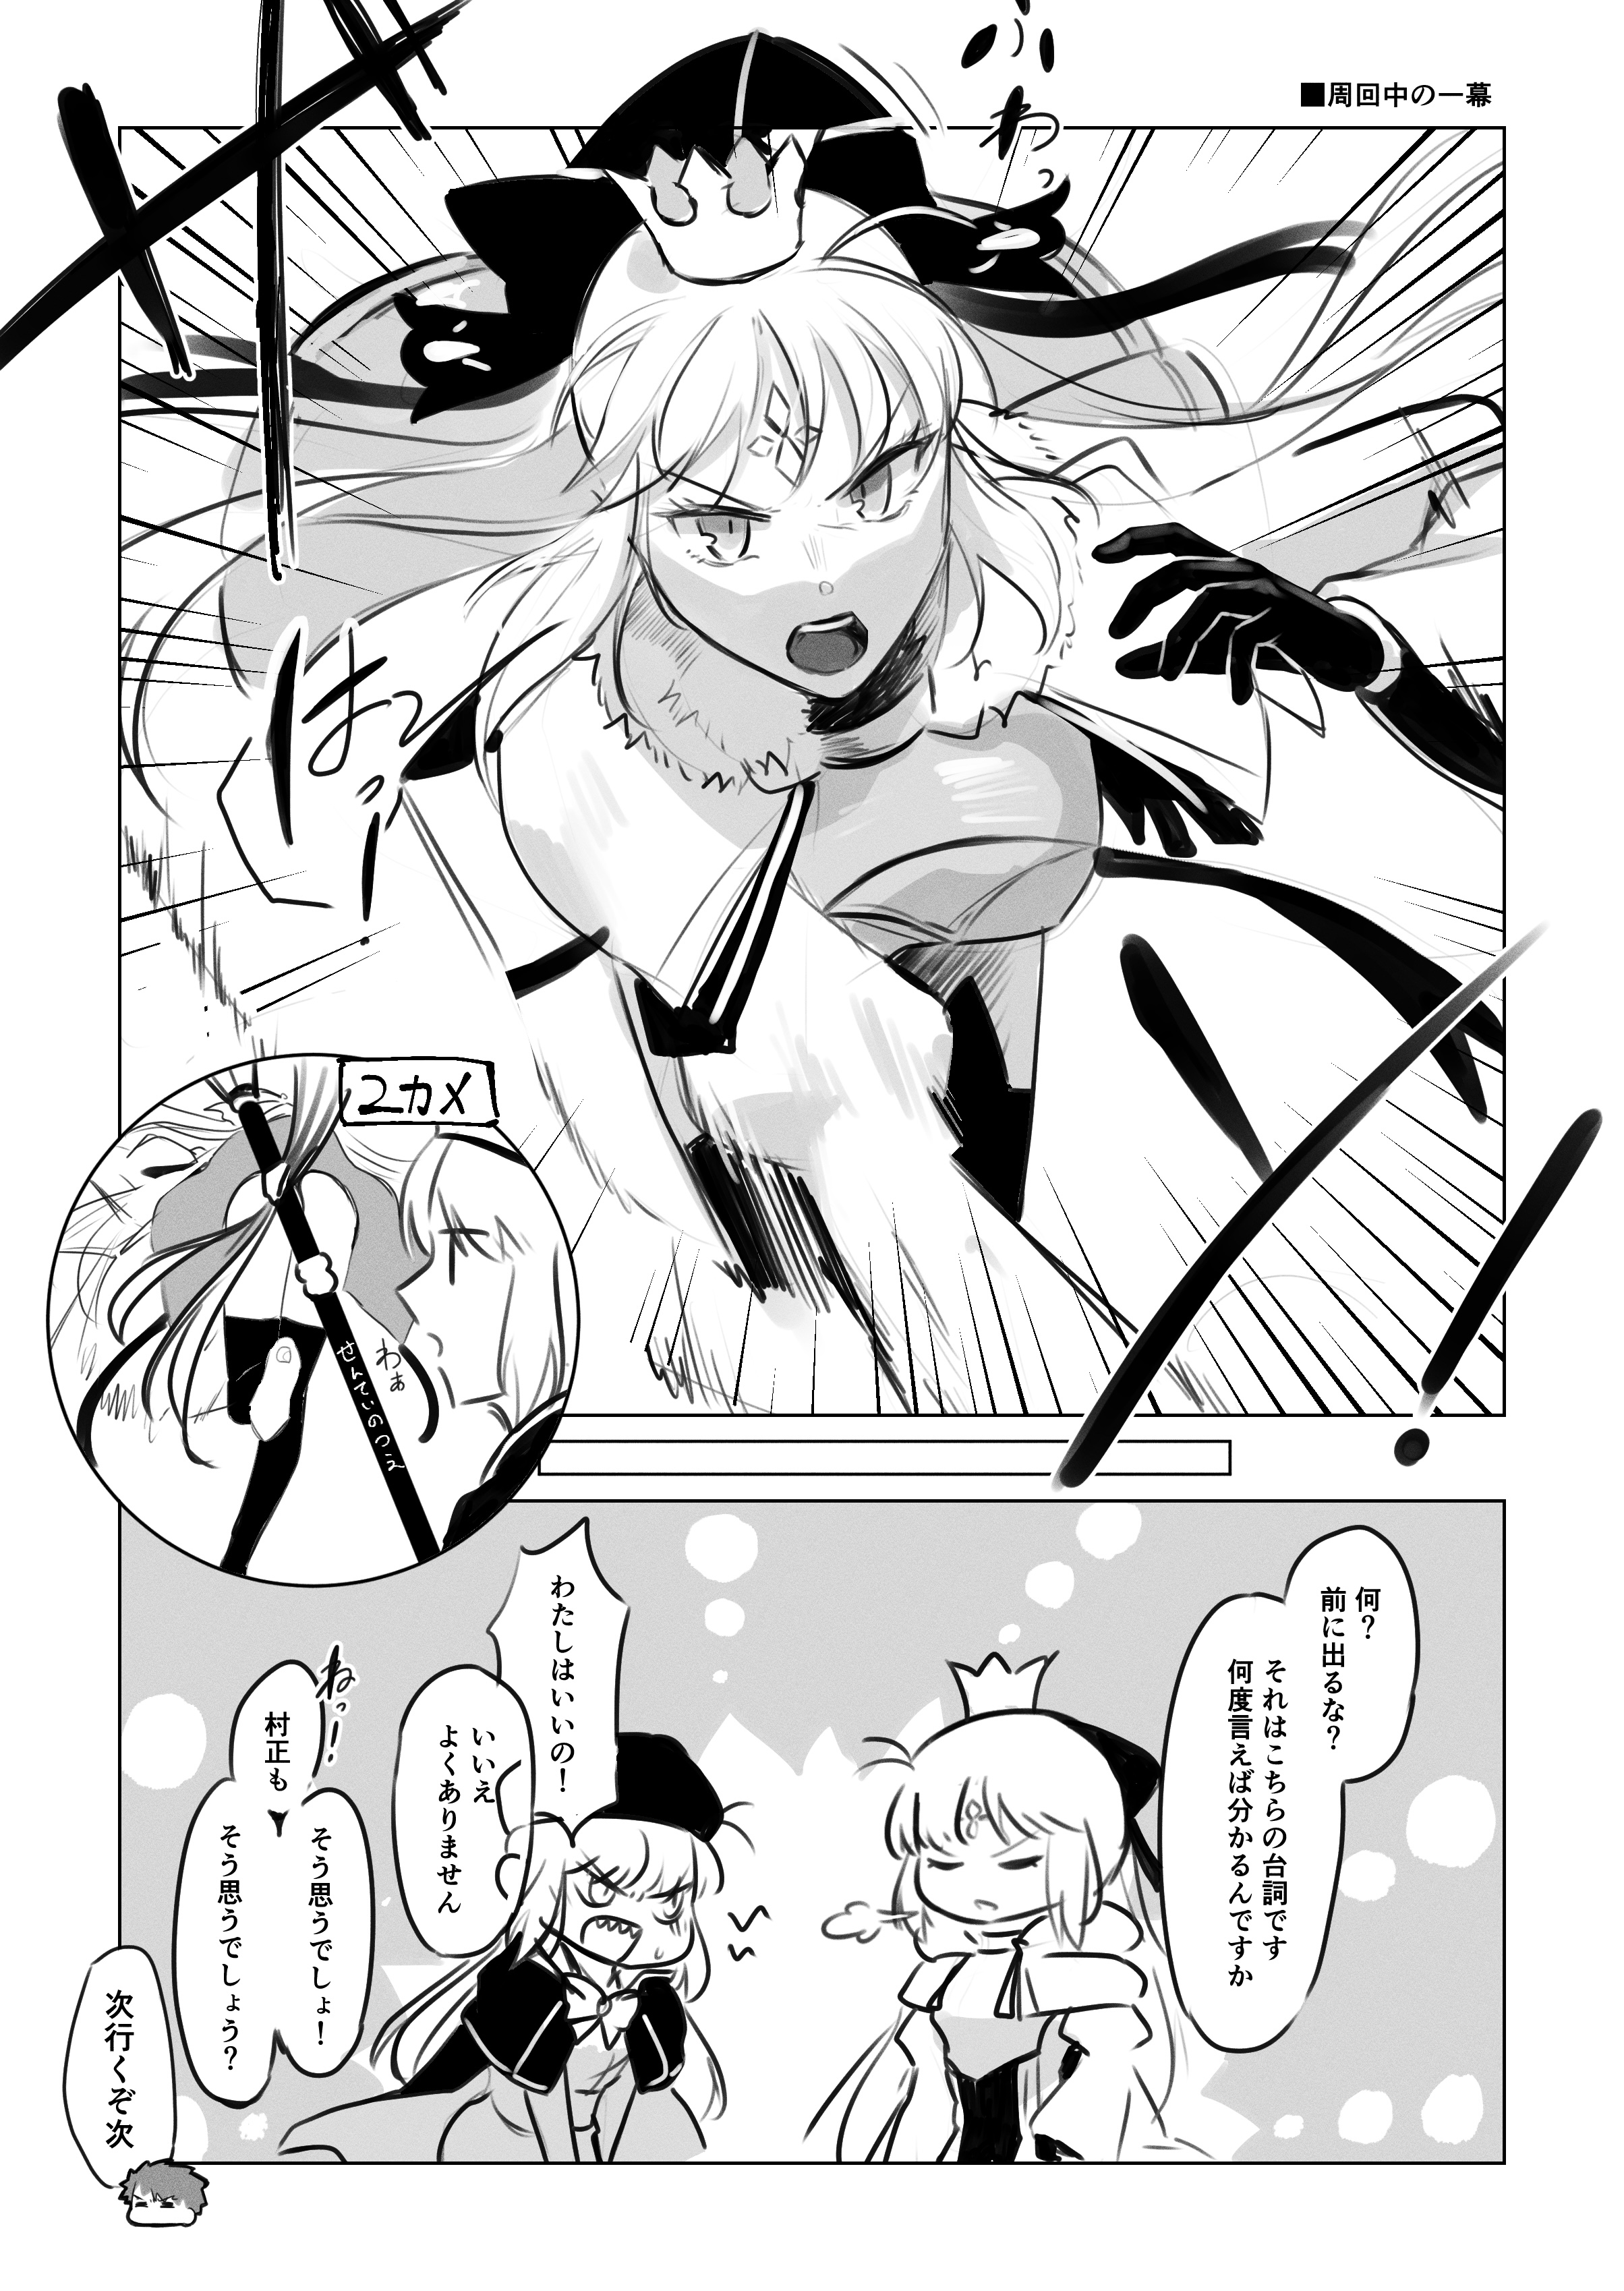 ■周回中の一幕
ふわっ
はっ
2カメ
わぁ
せんていのつえ
何?
前に出るな?
それはこちらの台詞です
何度言えば分かるんですか
わたしはいいの!
いいえ
よくありません
ねっ!
村正も
そう思うでしょ!
そう思うでしょう?
次行くぞ次